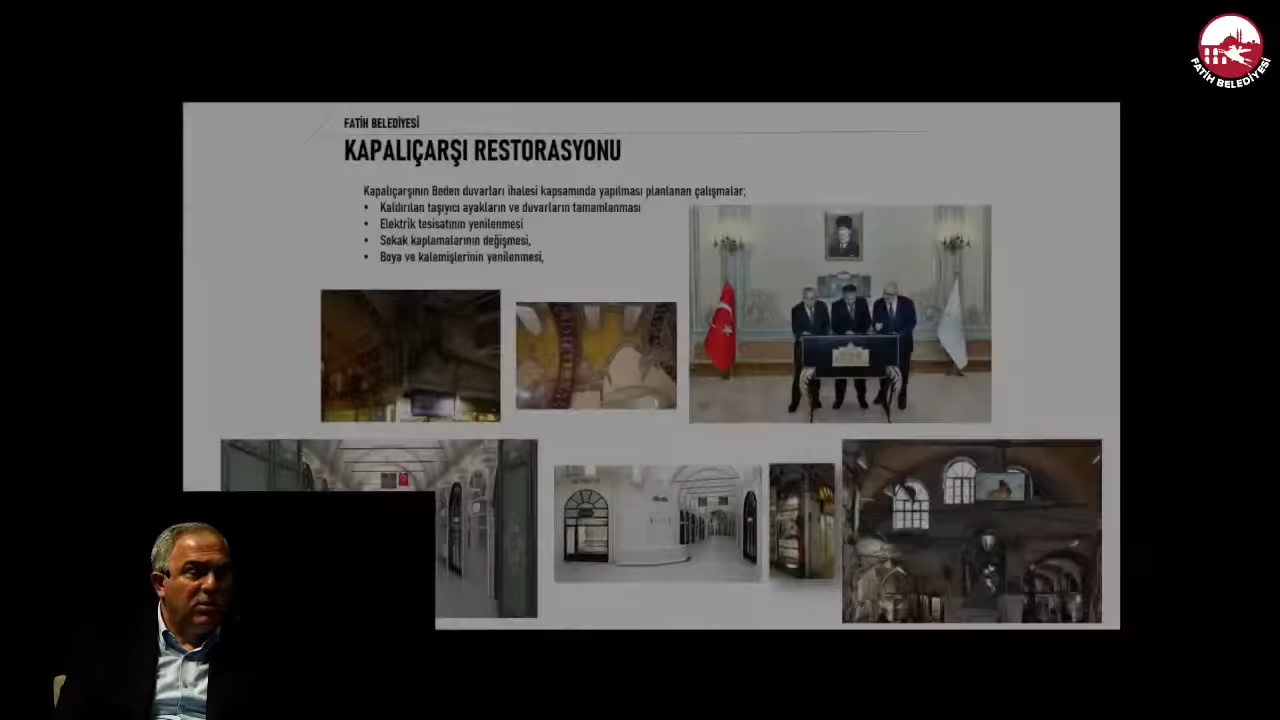 FATİH BELEDİYESİ
FATİH BELEDİYESİ
KAPALIÇARŞI RESTORASYONU
Kapalıçarşının Beden duvarları ihalesi kapsamında yapılması planlanan çalışmalar;
• Kaldırılan taşıyıcı ayakların ve duvarların tamamlanması
• Elektrik tesisatının yenilenmesi
• Sokak kaplamalarının değişmesi,
• Boya ve kalemişlerinin yenilenmesi,